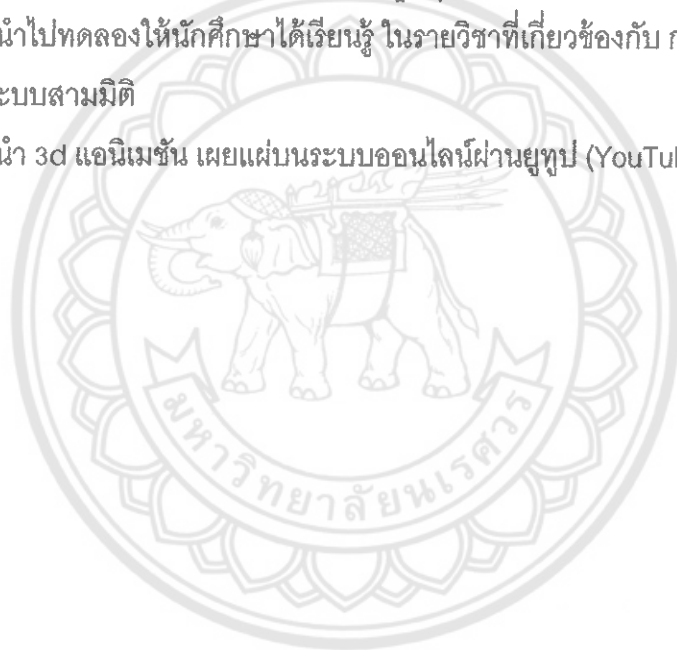 นำไปทดลองให้นักศึกษาได้เรียนรู้ ในรายวิชาที่เกี่ยวข้องกับ
ะบบสามมิติ
นำ 3d แอนิเมชัน เผยแผ่บนระบบออนไลน์ผ่านยูทูป (YouTu
มหาวิทยาลัยนเรศวร